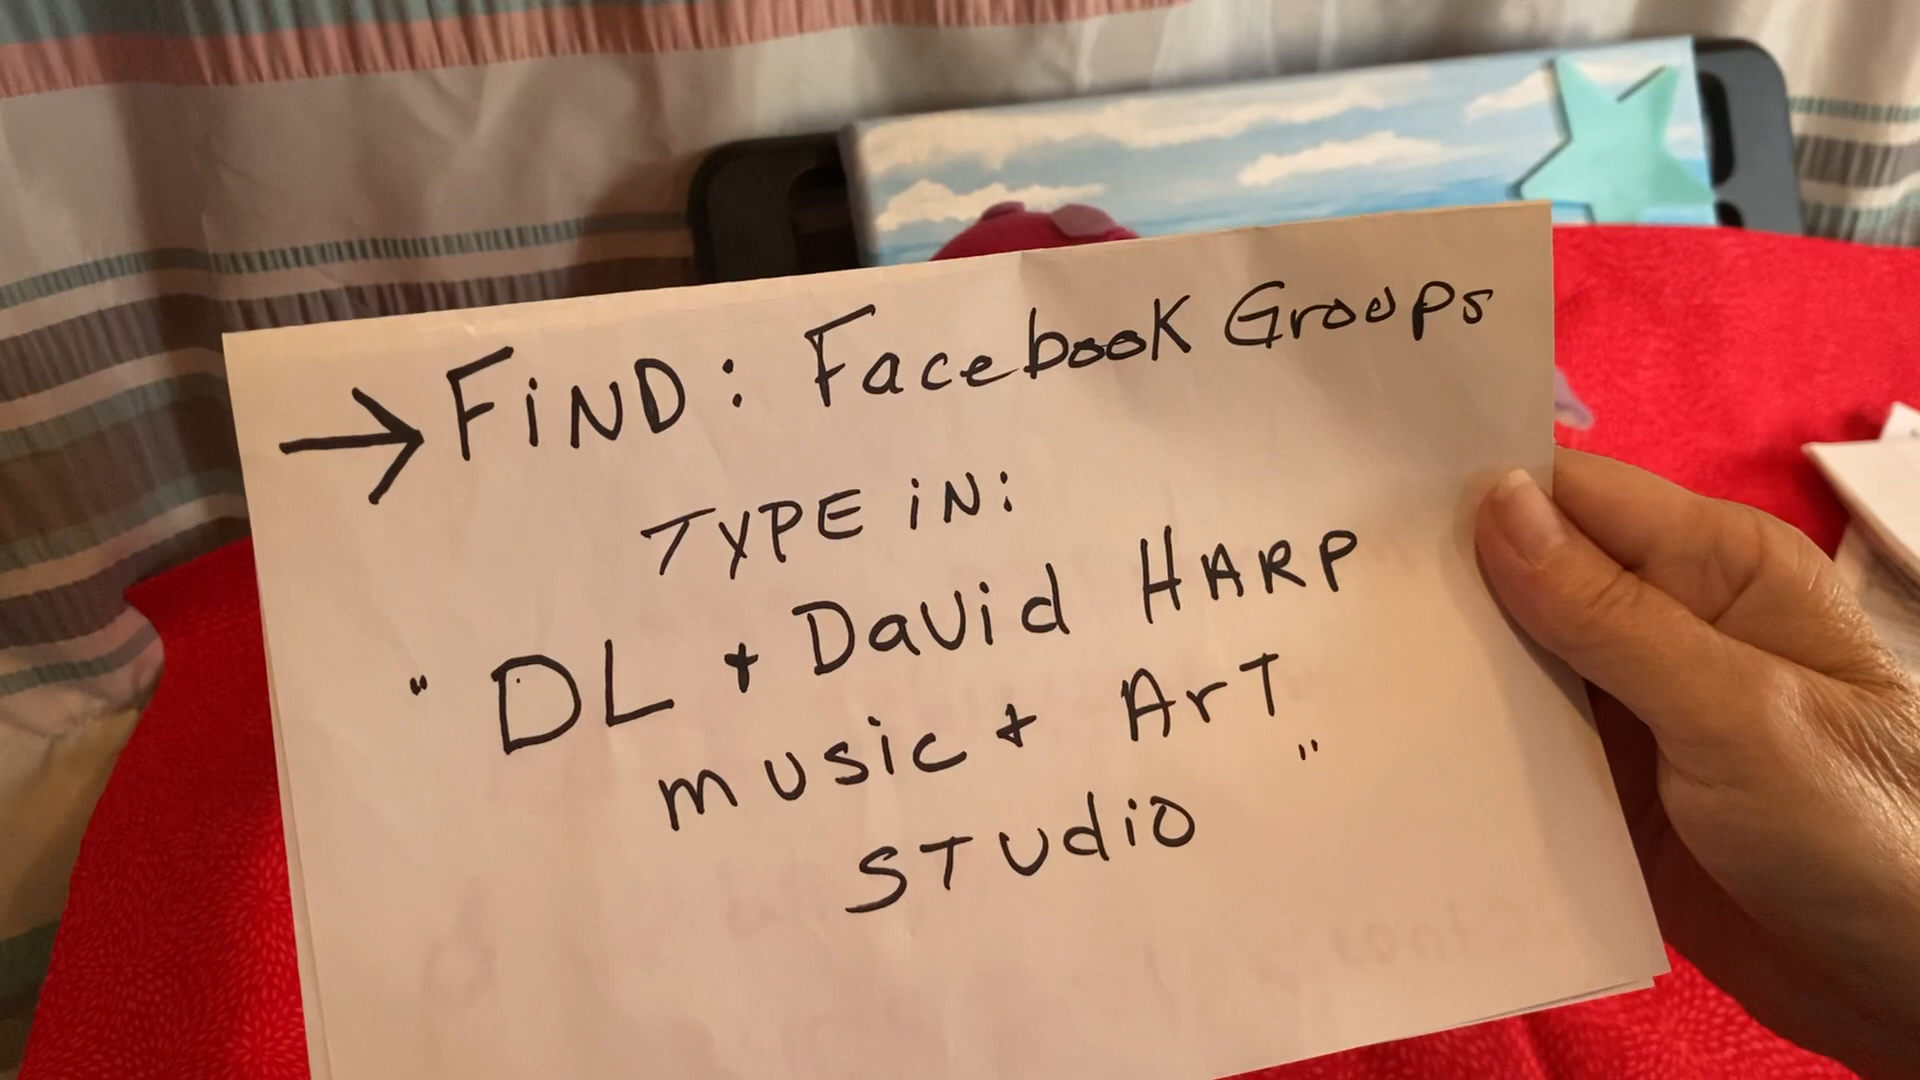 → FiND: Facebook Groups
TYPE iN:
" DL + David HARP
music + ArT
STUdiO "